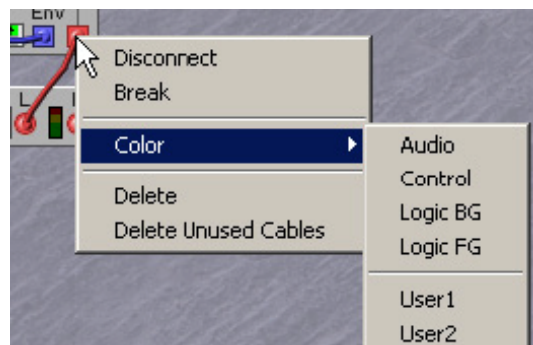 Env
Disconnect
Break
Color
Delete
Delete Unused Cables
L
Audio
Control
Logic BG
Logic FG
User1
User2